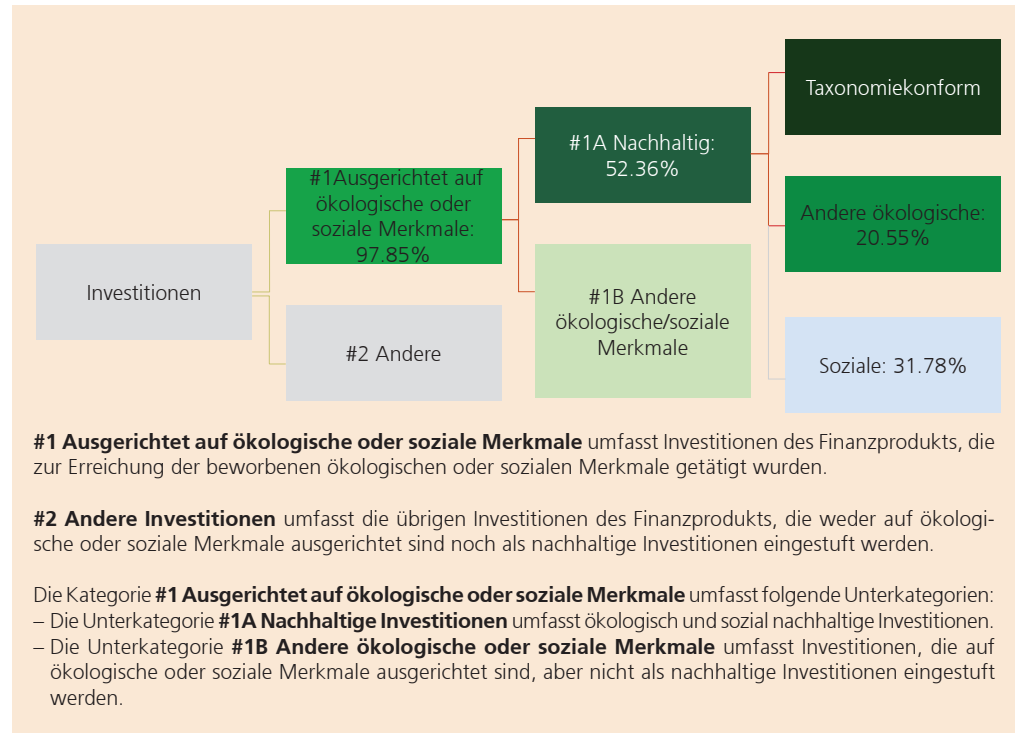 Taxonomiekonform
#1A Nachhaltig:
52.36%
#1Ausgerichtet auf
ökologische oder
soziale Merkmale:
97.85%
Andere ökologische:
20.55%
Investitionen
#1B Andere
ökologische/soziale
Merkmale
#2 Andere
Soziale: 31.78%
#1 Ausgerichtet auf ökologische oder soziale Merkmale umfasst Investitionen des Finanzprodukts, die
zur Erreichung der beworbenen ökologischen oder sozialen Merkmale getätigt wurden.
#2 Andere Investitionen umfasst die übrigen Investitionen des Finanzprodukts, die weder auf ökologi-
sche oder soziale Merkmale ausgerichtet sind noch als nachhaltige Investitionen eingestuft werden.
Die Kategorie #1 Ausgerichtet auf ökologische oder soziale Merkmale umfasst folgende Unterkategorien:
– Die Unterkategorie #1A Nachhaltige Investitionen umfasst ökologisch und sozial nachhaltige Investitionen.
– Die Unterkategorie #1B Andere ökologische oder soziale Merkmale umfasst Investitionen, die auf
ökologische oder soziale Merkmale ausgerichtet sind, aber nicht als nachhaltige Investitionen eingestuft
werden.